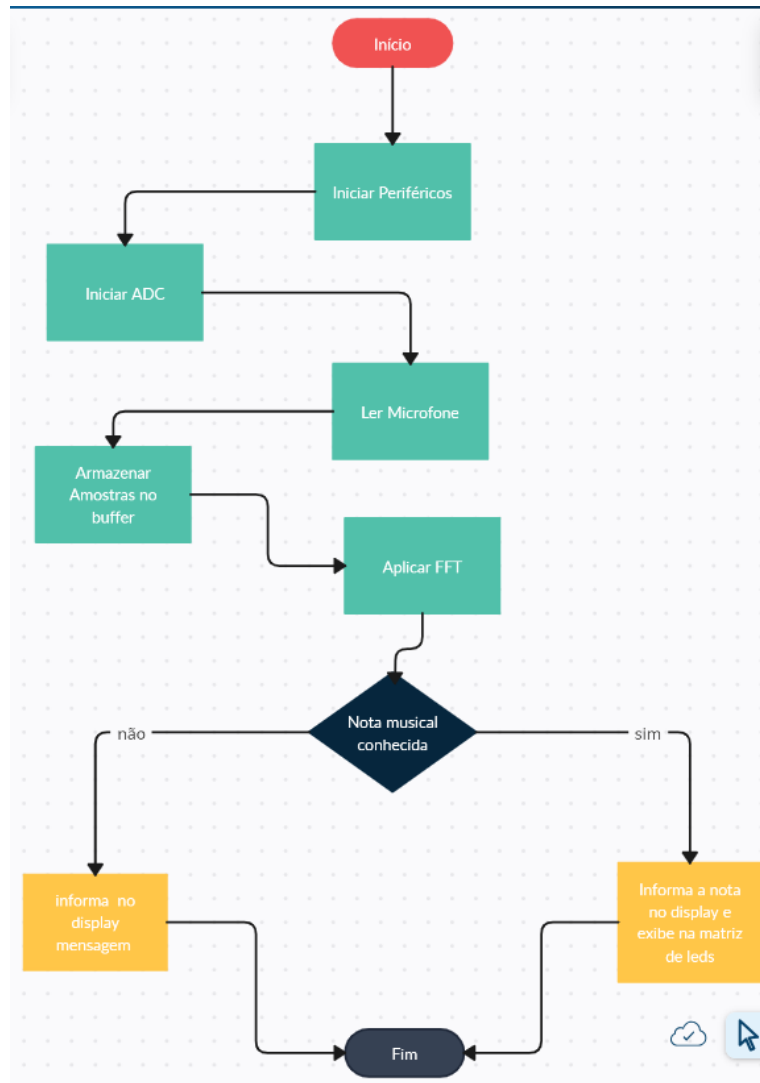 Início
Iniciar Periféricos
Iniciar ADC
Ler Microfone
Armazenar
Amostras no
buffer
Aplicar FFT
Nota musical
conhecida
não
sim
informa no
display
mensagem
Informa a nota
no display e
exibe na matriz
de leds
Fim